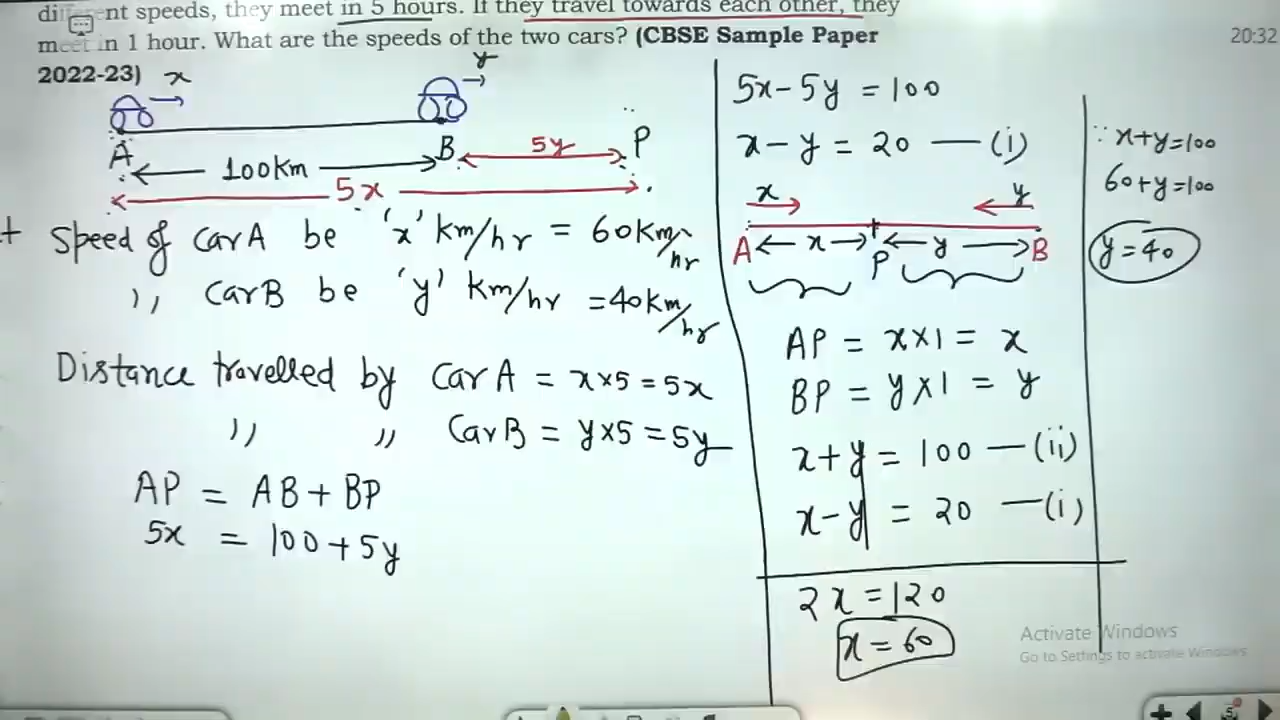 different speeds, they meet in 5 hours. If they travel towards each other, they
meet in 1 hour. What are the speeds of the two cars? (CBSE Sample Paper
2022-23)
20:32
x
y
A
B
5y
P
100km
5x
Speed of car A be 'x' km/hr = 60km/hr
,, car B be 'y' km/hr = 40km/hr
Distance travelled by car A = x×5 = 5x
,, ,, Car B = y×5 = 5y
AP = AB + BP
5x = 100 + 5y
5x - 5y = 100
x - y = 20 — (i)
x
y
A x P y B
AP = x×1 = x
BP = y×1 = y
x + y = 100 — (ii)
x - y = 20 — (i)
2x = 120
x = 60
∵ x+y=100
60+y=100
y=40
Activate Windows
Go to Settings to activate Windows.
5